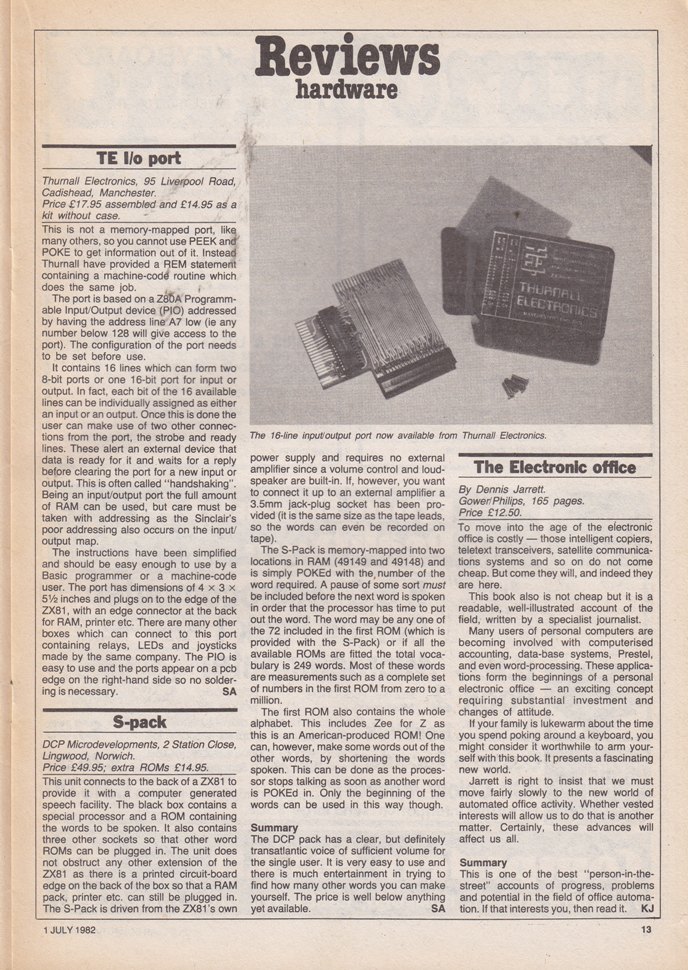 Reviews
hardware
TE I/o port
Thurnall Electronics, 95 Liverpool Road,
Cadishead, Manchester.
Price £17.95 assembled and £14.95 as a
kit without case.
This is not a memory-mapped port, like
many others, so you cannot use PEEK and
POKE to get information out of it. Instead
Thurnall have provided a REM statement
containing a machine-code routine which
does the same job.
The port is based on a Z80A Programm-
able Input/Output device (PIO) addressed
by having the address line A7 low (ie any
number below 128 will give access to the
port). The configuration of the port needs
to be set before use.
It contains 16 lines which can form two
8-bit ports or one 16-bit port for input or
output. In fact, each bit of the 16 available
lines can be individually assigned as either
an input or an output. Once this is done the
user can make use of two other connec-
tions from the port, the strobe and ready
lines. These alert an external device that
data is ready for it and waits for a reply
before clearing the port for a new input or
output. This is often called "handshaking".
Being an input/output port the full amount
of RAM can be used, but care must be
taken with addressing as the Sinclair's
poor addressing also occurs on the input/
output map.
The instructions have been simplified
and should be easy enough to use by a
Basic programmer or a machine-code
user. The port has dimensions of 4 × 3 ×
5½ inches and plugs on to the edge of the
ZX81, with an edge connector at the back
for RAM, printer etc. There are many other
boxes which can connect to this port
containing relays, LEDs and joysticks
made by the same company. The PIO is
easy to use and the ports appear on a pcb
edge on the right-hand side so no solder-
ing is necessary. SA
S-pack
DCP Microdevelopments, 2 Station Close,
Lingwood, Norwich.
Price £49.95; extra ROMs £14.95.
This unit connects to the back of a ZX81 to
provide it with a computer generated
speech facility. The black box contains a
special processor and a ROM containing
the words to be spoken. It also contains
three other sockets so that other word
ROMs can be plugged in. The unit does
not obstruct any other extension of the
ZX81 as there is a printed circuit-board
edge on the back of the box so that a RAM
pack, printer etc. can still be plugged in.
The S-Pack is driven from the ZX81's own
THURNALL
ELECTRONICS
The 16-line input/output port now available from Thurnall Electronics.
power supply and requires no external
amplifier since a volume control and loud-
speaker are built-in. If, however, you want
to connect it up to an external amplifier a
3.5mm jack-plug socket has been pro-
vided (it is the same size as the tape leads,
so the words can even be recorded on
tape).
The S-Pack is memory-mapped into two
locations in RAM (49149 and 49148) and
is simply POKEd with the number of the
word required. A pause of some sort must
be included before the next word is spoken
in order that the processor has time to put
out the word. The word may be any one of
the 72 included in the first ROM (which is
provided with the S-Pack) or if all the
available ROMs are fitted the total voca-
bulary is 249 words. Most of these words
are measurements such as a complete set
of numbers in the first ROM from zero to a
million.
The first ROM also contains the whole
alphabet. This includes Zee for Z as
this is an American-produced ROM! One
can, however, make some words out of the
other words, by shortening the words
spoken. This can be done as the proces-
sor stops talking as soon as another word
is POKEd in. Only the beginning of the
words can be used in this way though.
Summary
The DCP pack has a clear, but definitely
transatlantic voice of sufficient volume for
the single user. It is very easy to use and
there is much entertainment in trying to
find how many other words you can make
yourself. The price is well below anything
yet available. SA
The Electronic office
By Dennis Jarrett.
Gower/Philips, 165 pages.
Price £12.50.
To move into the age of the electronic
office is costly — those intelligent copiers,
teletext transceivers, satellite communica-
tions systems and so on do not come
cheap. But come they will, and indeed they
are here.
This book also is not cheap but it is a
readable, well-illustrated account of the
field, written by a specialist journalist.
Many users of personal computers are
becoming involved with computerised
accounting, data-base systems, Prestel,
and even word-processing. These applica-
tions form the beginnings of a personal
electronic office — an exciting concept
requiring substantial investment and
changes of attitude.
If your family is lukewarm about the time
you spend poking around a keyboard, you
might consider it worthwhile to arm your-
self with this book. It presents a fascinating
new world.
Jarrett is right to insist that we must
move fairly slowly to the new world of
automated office activity. Whether vested
interests will allow us to do that is another
matter. Certainly, these advances will
affect us all.
Summary
This is one of the best "person-in-the-
street" accounts of progress, problems
and potential in the field of office automa-
tion. If that interests you, then read it. KJ
1 JULY 1982
13